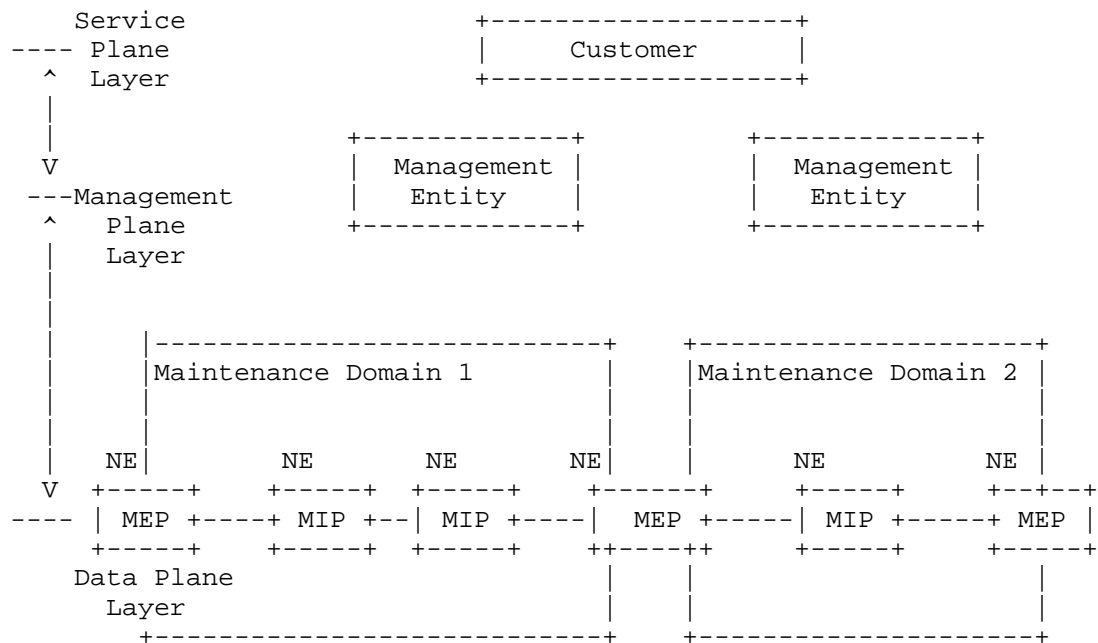 Service
Plane Customer
Layer
Management Management
Management Entity Entity
Plane
Layer
Maintenance Domain 1 Maintenance Domain 2
NE NE NE NE NE NE
MEP MIP MIP MEP MIP MEP
Data Plane
Layer